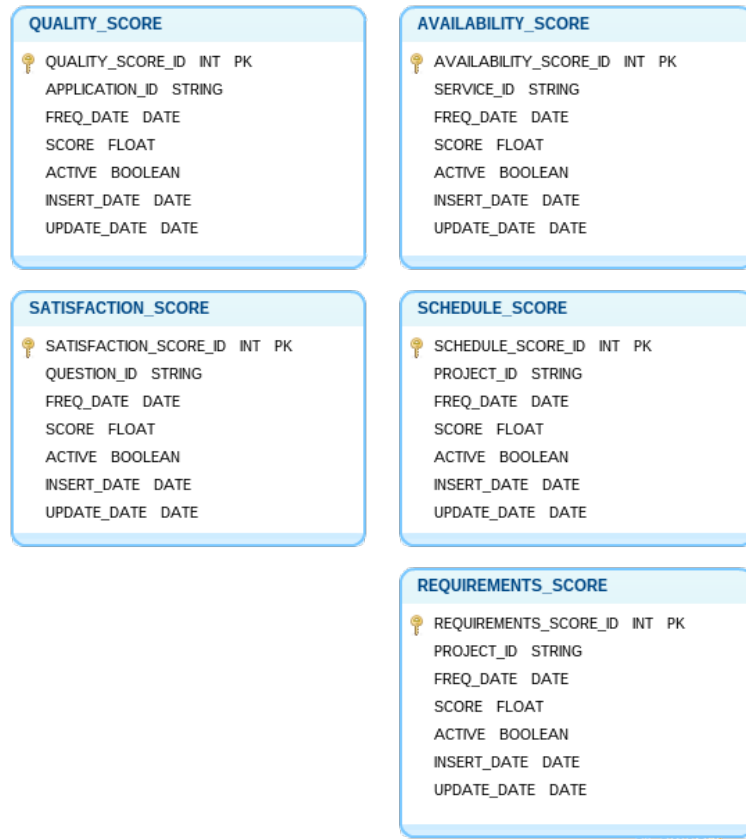 QUALITY_SCORE
QUALITY_SCORE_ID INT PK
APPLICATION_ID STRING
FREQ_DATE DATE
SCORE FLOAT
ACTIVE BOOLEAN
INSERT_DATE DATE
UPDATE_DATE DATE
AVAILABILITY_SCORE
AVAILABILITY_SCORE_ID INT PK
SERVICE_ID STRING
FREQ_DATE DATE
SCORE FLOAT
ACTIVE BOOLEAN
INSERT_DATE DATE
UPDATE_DATE DATE
SATISFACTION_SCORE
SATISFACTION_SCORE_ID INT PK
QUESTION_ID STRING
FREQ_DATE DATE
SCORE FLOAT
ACTIVE BOOLEAN
INSERT_DATE DATE
UPDATE_DATE DATE
SCHEDULE_SCORE
SCHEDULE_SCORE_ID INT PK
PROJECT_ID STRING
FREQ_DATE DATE
SCORE FLOAT
ACTIVE BOOLEAN
INSERT_DATE DATE
UPDATE_DATE DATE
REQUIREMENTS_SCORE
REQUIREMENTS_SCORE_ID INT PK
PROJECT_ID STRING
FREQ_DATE DATE
SCORE FLOAT
ACTIVE BOOLEAN
INSERT_DATE DATE
UPDATE_DATE DATE